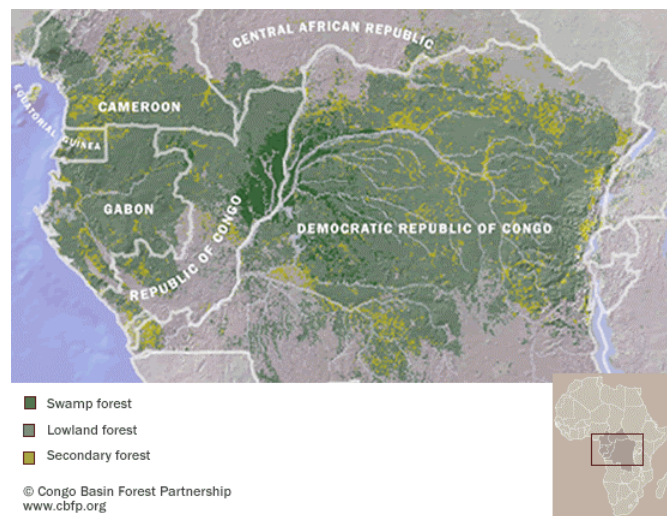 CENTRAL AFRICAN REPUBLIC
CAMEROON
EQUATORIAL GUINEA
GABON
REPUBLIC OF CONGO
DEMOCRATIC REPUBLIC OF CONGO
Swamp forest
Lowland forest
Secondary forest
© Congo Basin Forest Partnership
www.cbfp.org